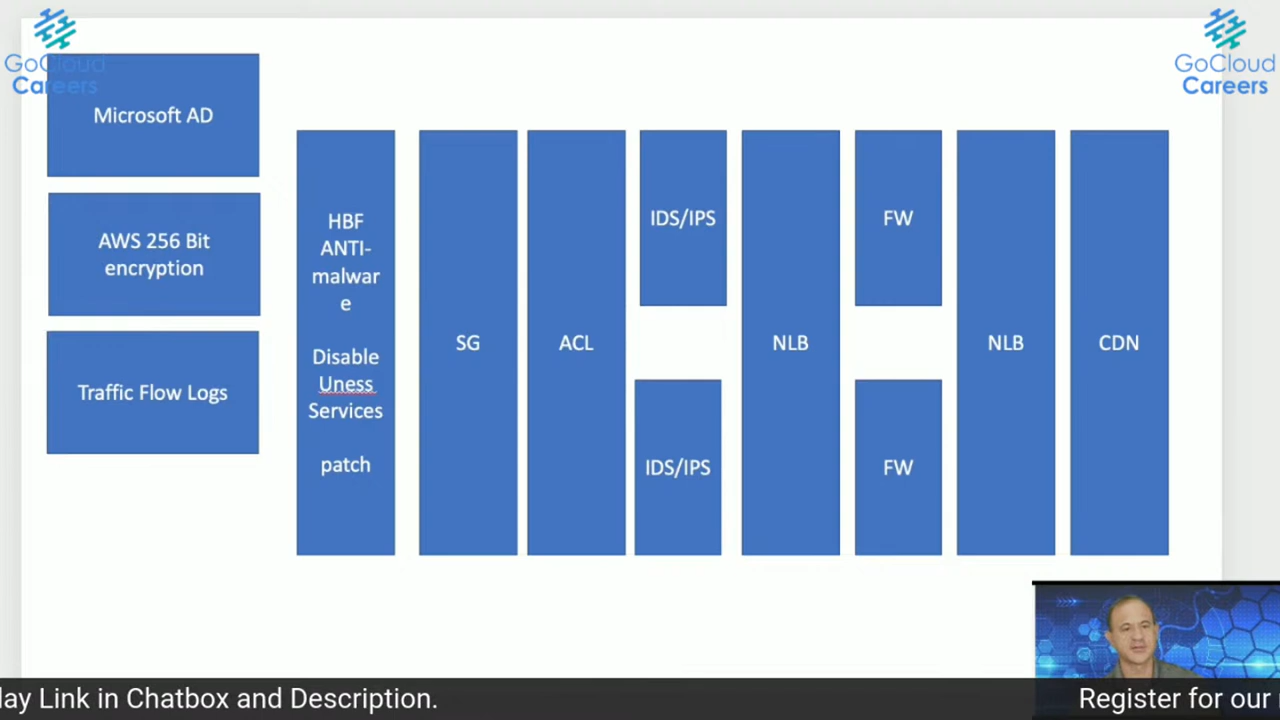 GoCloud
Careers
GoCloud
Careers
Microsoft AD
AWS 256 Bit
encryption
Traffic Flow Logs
HBF
ANTI-
malwar
e
Disable
Uness
Services
patch
SG
ACL
IDS/IPS
IDS/IPS
NLB
FW
FW
NLB
CDN
lay Link in Chatbox and Description.
Register for our